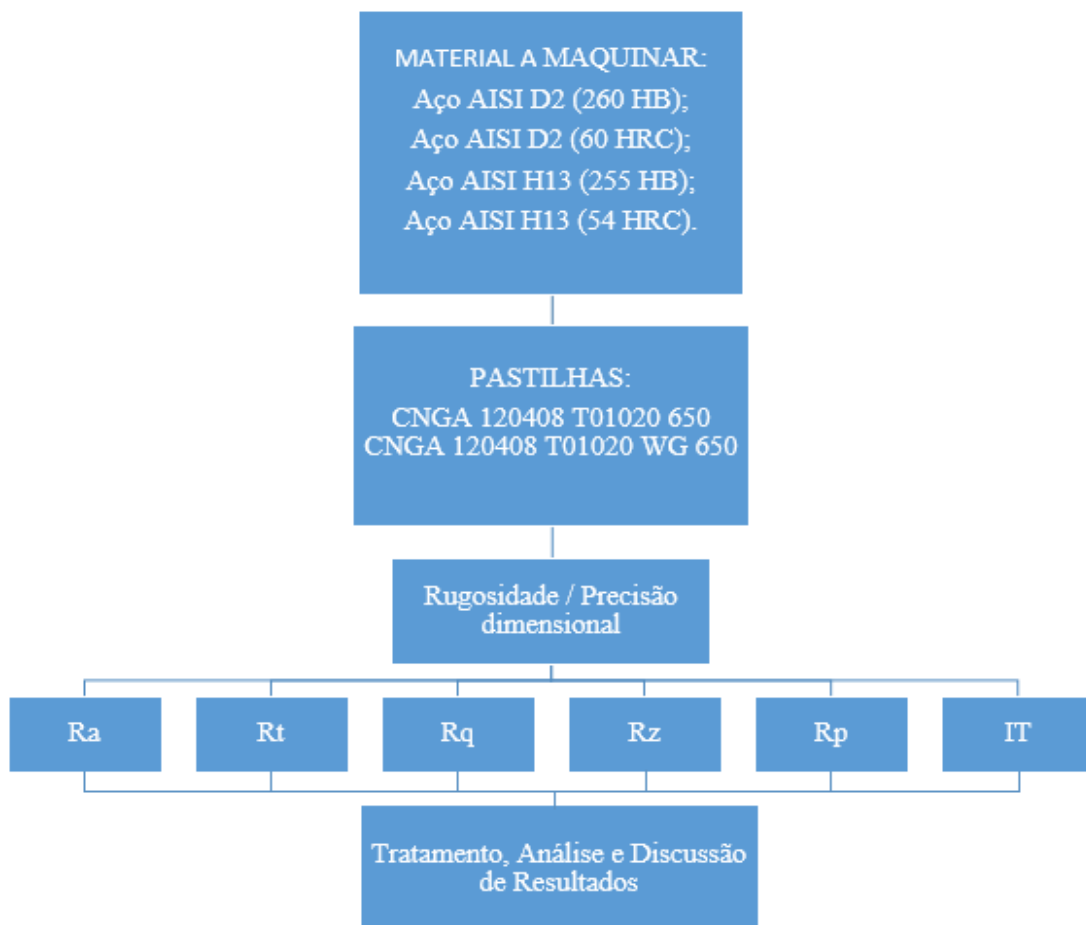 MATERIAL A MAQUINAR:
Aço AISI D2 (260 HB);
Aço AISI D2 (60 HRC);
Aço AISI H13 (255 HB);
Aço AISI H13 (54 HRC).
PASTILHAS:
CNGA 120408 T01020 650
CNGA 120408 T01020 WG 650
Rugosidade / Precisão
dimensional
Ra
Rt
Rq
Rz
Rp
IT
Tratamento, Análise e Discussão
de Resultados